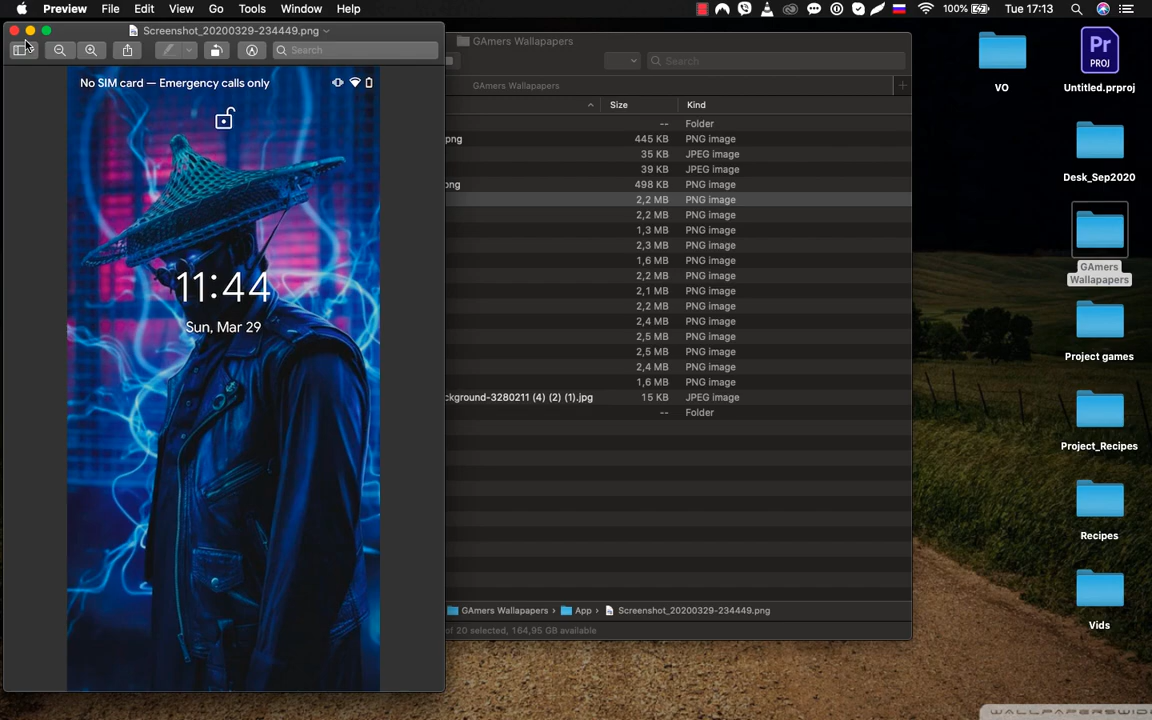 Preview File Edit View Go Tools Window Help 100% Tue 17:13
Screenshot_20200329-234449.png
Search
No SIM card — Emergency calls only
11:44
Sun, Mar 29
GAmers Wallapapers
Search
GAmers Wallapapers
Size Kind
-- Folder
png 445 KB PNG image
35 KB JPEG image
39 KB JPEG image
png 498 KB PNG image
2,2 MB PNG image
2,2 MB PNG image
1,3 MB PNG image
2,3 MB PNG image
1,6 MB PNG image
2,2 MB PNG image
2,1 MB PNG image
2,2 MB PNG image
2,4 MB PNG image
2,5 MB PNG image
2,5 MB PNG image
2,4 MB PNG image
1,6 MB PNG image
ckground-3280211 (4) (2) (1).jpg 15 KB JPEG image
-- Folder
GAmers Wallapapers › App › Screenshot_20200329-234449.png
of 20 selected, 164,95 GB available
VO
Pr
PROJ
Untitled.prproj
Desk_Sep2020
GAmers
Wallapapers
Project games
Project_Recipes
Recipes
Vids
WALLPAPERSWIDE